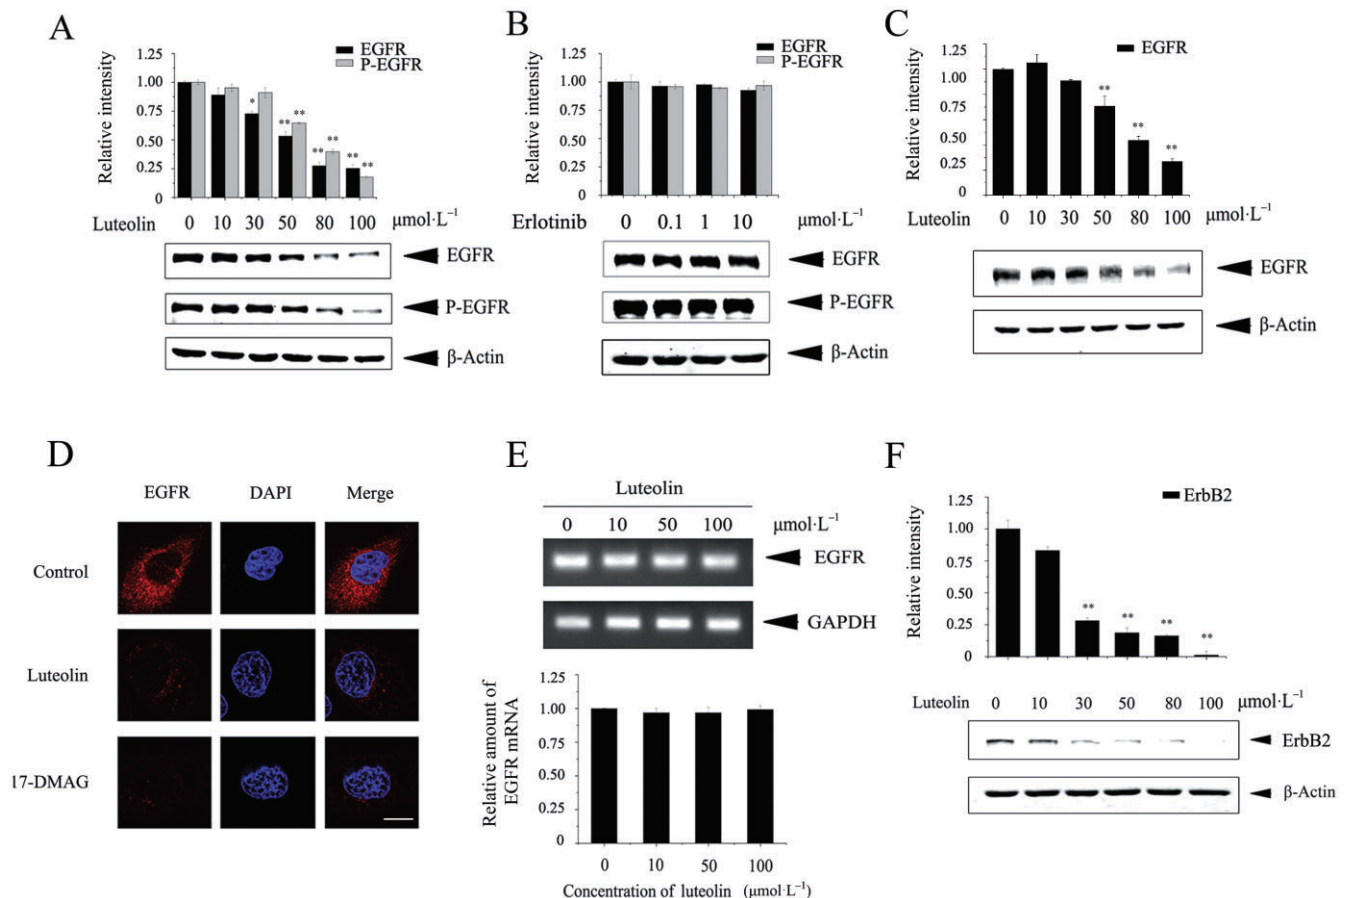 A
Relative intensity
1.25
1.00
0.75
0.50
0.25
0
EGFR
P-EGFR
*
**
**
**
**
**
**
Luteolin 0 10 30 50 80 100 μmol·L⁻¹
EGFR
P-EGFR
β-Actin
B
Relative intensity
1.25
1.00
1.25
0.50
1.25
0
EGFR
P-EGFR
Erlotinib 0 0.1 1 10 μmol·L⁻¹
EGFR
P-EGFR
β-Actin
C
Relative intensity
1.25
1.00
0.75
0.50
1.25
0
EGFR
**
**
**
Luteolin 0 10 30 50 80 100 μmol·L⁻¹
EGFR
β-Actin
D
EGFR DAPI Merge
Control
Luteolin
17-DMAG
E
Luteolin
0 10 50 100 μmol·L⁻¹
EGFR
GAPDH
Relative amount of
EGFR mRNA
1.25
1.00
1.25
0.50
1.25
0
0 10 50 100
Concentration of luteolin (μmol·L⁻¹)
F
Relative intensity
1.25
1.00
0.50
0.75
0.25
0
ErbB2
**
**
**
**
Luteolin 0 10 30 50 80 100 μmol·L⁻¹
ErbB2
β-Actin